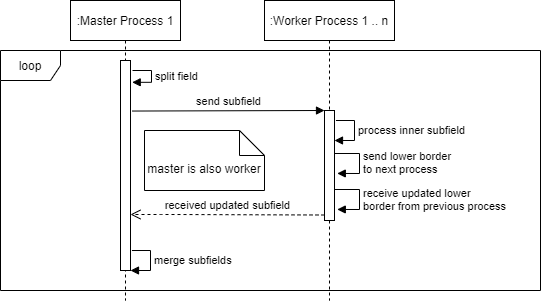 :Master Process 1
:Worker Process 1 .. n
loop
split field
send subfield
process inner subfield
master is also worker
send lower border
to next process
receive updated lower
border from previous process
received updated subfield
merge subfields